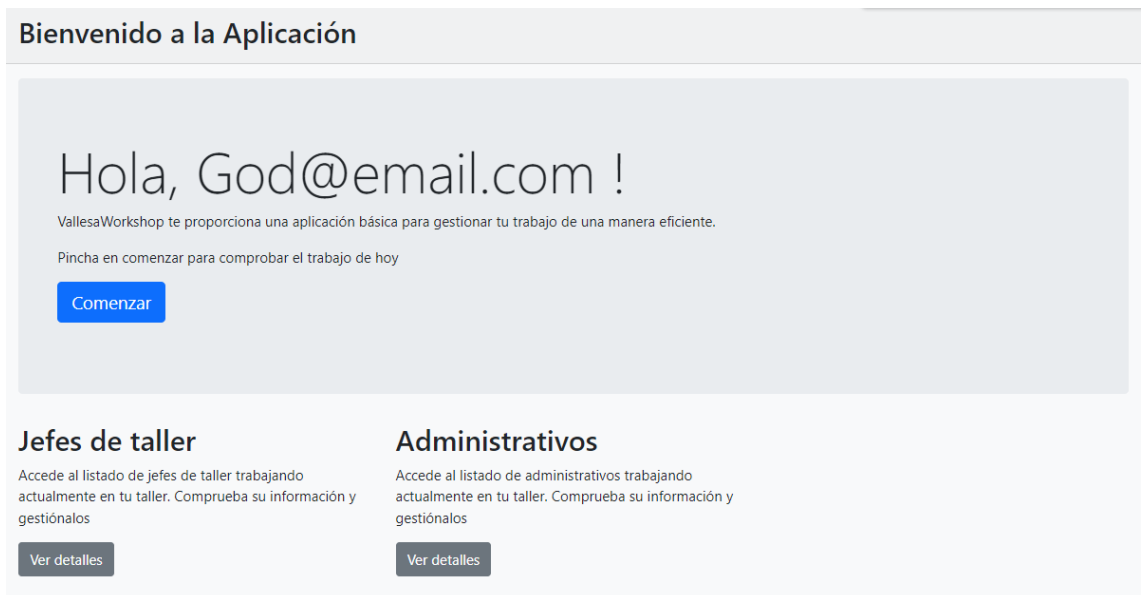 Bienvenido a la Aplicación
Hola, God@email.com !
VallesaWorkshop te proporciona una aplicación básica para gestionar tu trabajo de una manera eficiente.
Pincha en comenzar para comprobar el trabajo de hoy
Comenzar
Jefes de taller
Accede al listado de jefes de taller trabajando
actualmente en tu taller. Comprueba su información y
gestiónalos
Ver detalles
Administrativos
Accede al listado de administrativos trabajando
actualmente en tu taller. Comprueba su información y
gestiónalos
Ver detalles